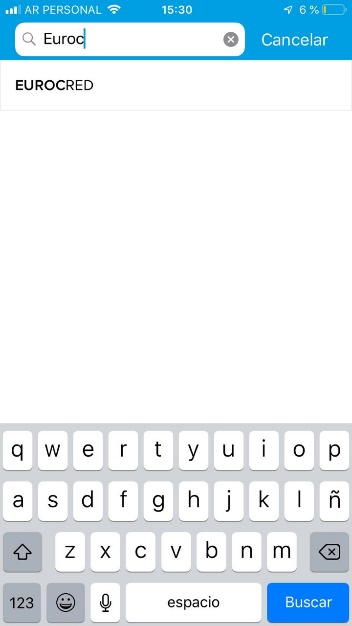 AR PERSONAL 15:30 6 %
Euroc Cancelar
EUROCRED
q w e r t y u i o p
a s d f g h j k l ñ
z x c v b n m
123 espacio Buscar